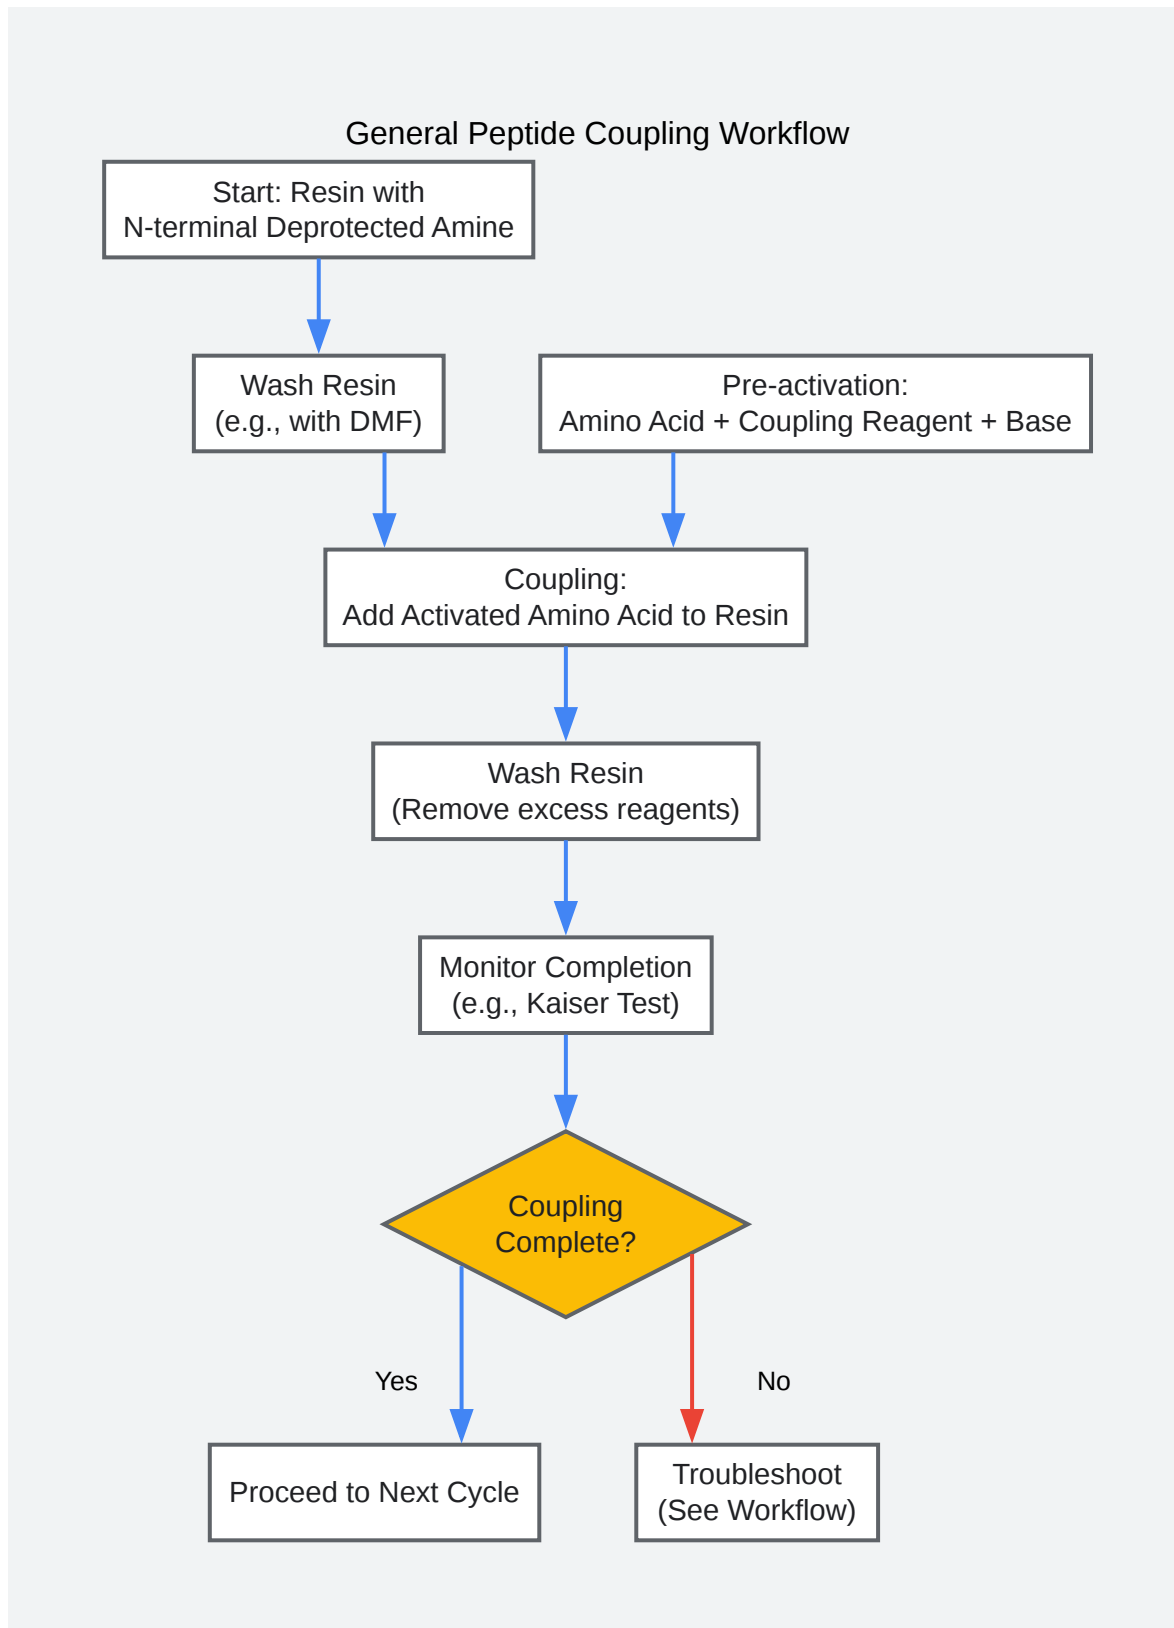 General Peptide Coupling Workflow
Start: Resin with
N-terminal Deprotected Amine
Wash Resin
(e.g., with DMF)
Pre-activation:
Amino Acid + Coupling Reagent + Base
Coupling:
Add Activated Amino Acid to Resin
Wash Resin
(Remove excess reagents)
Monitor Completion
(e.g., Kaiser Test)
Coupling
Complete?
Yes
No
Proceed to Next Cycle
Troubleshoot
(See Workflow)